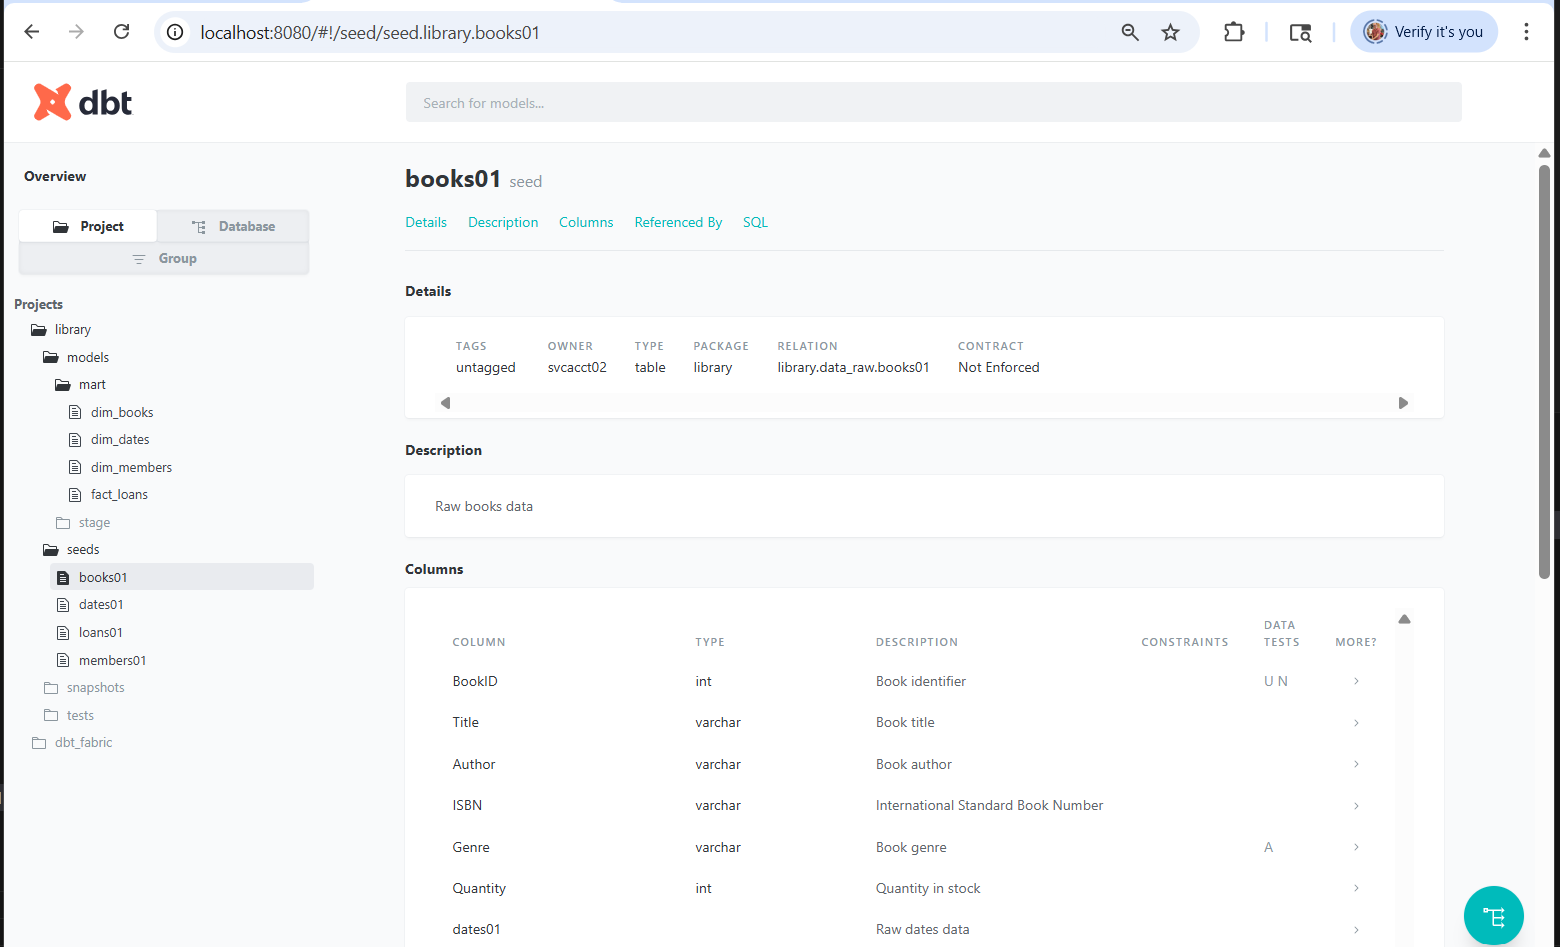 localhost:8080/#!/seed/seed.library.books01
Verify it's you
dbt
Search for models...
Overview
Project
Database
Group
Projects
library
models
mart
dim_books
dim_dates
dim_members
fact_loans
stage
seeds
books01
dates01
loans01
members01
snapshots
tests
dbt_fabric
books01 seed
Details Description Columns Referenced By SQL
Details
TAGS OWNER TYPE PACKAGE RELATION CONTRACT
untagged svcacct02 table library library.data_raw.books01 Not Enforced
Description
Raw books data
Columns
COLUMN TYPE DESCRIPTION CONSTRAINTS DATA TESTS MORE?
BookID int Book identifier U N
Title varchar Book title
Author varchar Book author
ISBN varchar International Standard Book Number
Genre varchar Book genre A
Quantity int Quantity in stock
dates01 Raw dates data